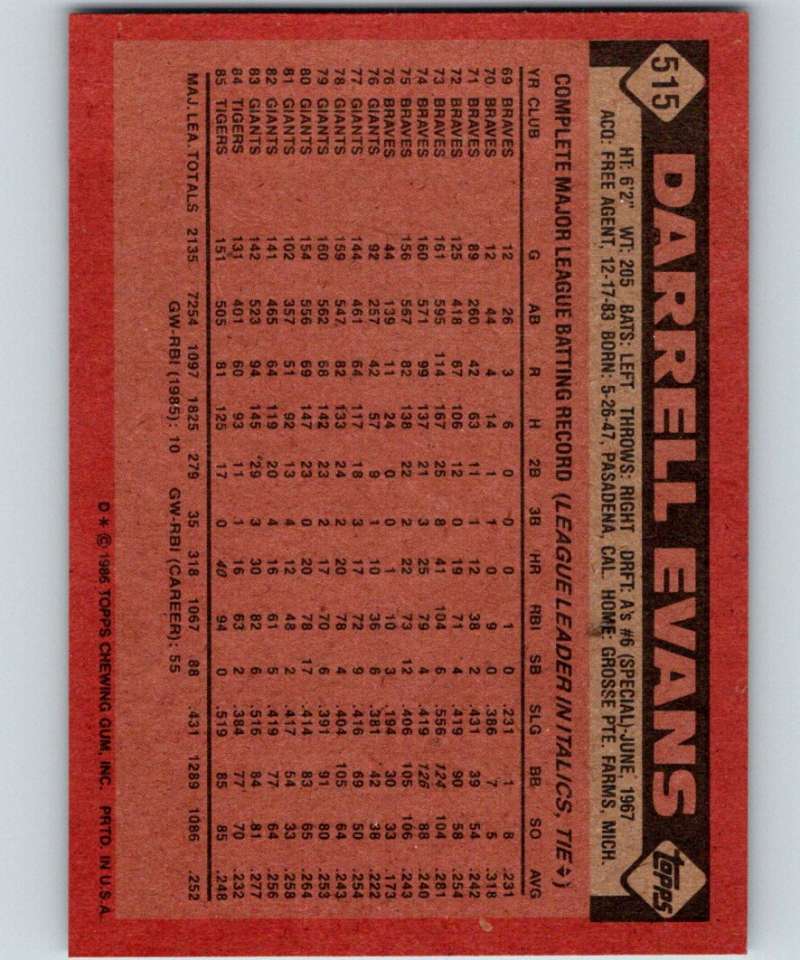 515 DARRELL EVANS topps
HT: 6'2" WT: 205 BATS: LEFT THROWS: RIGHT DRFT: A's #6 (SPECIAL)-JUNE, 1967
ACQ: FREE AGENT, 12-17-83 BORN: 5-26-47, PASADENA, CAL. HOME: GROSSE PTE. FARMS, MICH.
COMPLETE MAJOR LEAGUE BATTING RECORD (LEAGUE LEADER IN ITALICS, TIE♦)
YR CLUB G AB R H 2B 3B HR RBI SB SLG BB SO AVG
69 BRAVES 12 26 3 6 0 0 0 1 0 .231 1 8 .231
70 BRAVES 12 44 4 14 1 1 0 9 0 .386 7 5 .318
71 BRAVES 89 260 42 63 11 1 12 38 2 .431 39 54 .242
72 BRAVES 125 418 67 106 12 0 19 71 4 .419 90 58 .254
73 BRAVES 161 595 114 167 25 8 41 104 6 .556 124 104 .281
74 BRAVES 160 571 99 137 21 3 25 79 4 .419 126 88 .240
75 BRAVES 156 567 82 138 22 2 22 73 12 .406 105 106 .243
76 BRAVES 44 139 11 24 0 0 1 10 3 .194 30 33 .173
76 GIANTS 92 257 42 57 9 1 10 36 6 .381 42 38 .222
77 GIANTS 144 461 64 117 18 3 17 72 9 .416 69 50 .254
78 GIANTS 159 547 82 133 24 2 20 78 4 .404 105 64 .243
79 GIANTS 160 562 68 142 23 2 17 70 6 .391 91 80 .253
80 GIANTS 154 556 69 147 23 0 20 78 17 .414 83 65 .264
81 GIANTS 102 357 51 92 13 4 12 48 2 .417 54 33 .258
82 GIANTS 141 465 64 119 20 4 16 61 5 .419 77 64 .256
83 GIANTS 142 523 94 145 29 3 30 82 6 .516 84 81 .277
84 TIGERS 131 401 60 93 11 1 16 63 2 .384 77 70 .232
85 TIGERS 151 505 81 125 17 0 40 94 0 .519 85 85 .248
MAJ. LEA. TOTALS 2135 7254 1097 1825 279 35 318 1067 88 .431 1289 1086 .252
GW-RBI (1985): 10 GW-RBI (CAREER): 55
D* © 1986 TOPPS CHEWING GUM, INC. PRTD. IN U.S.A.